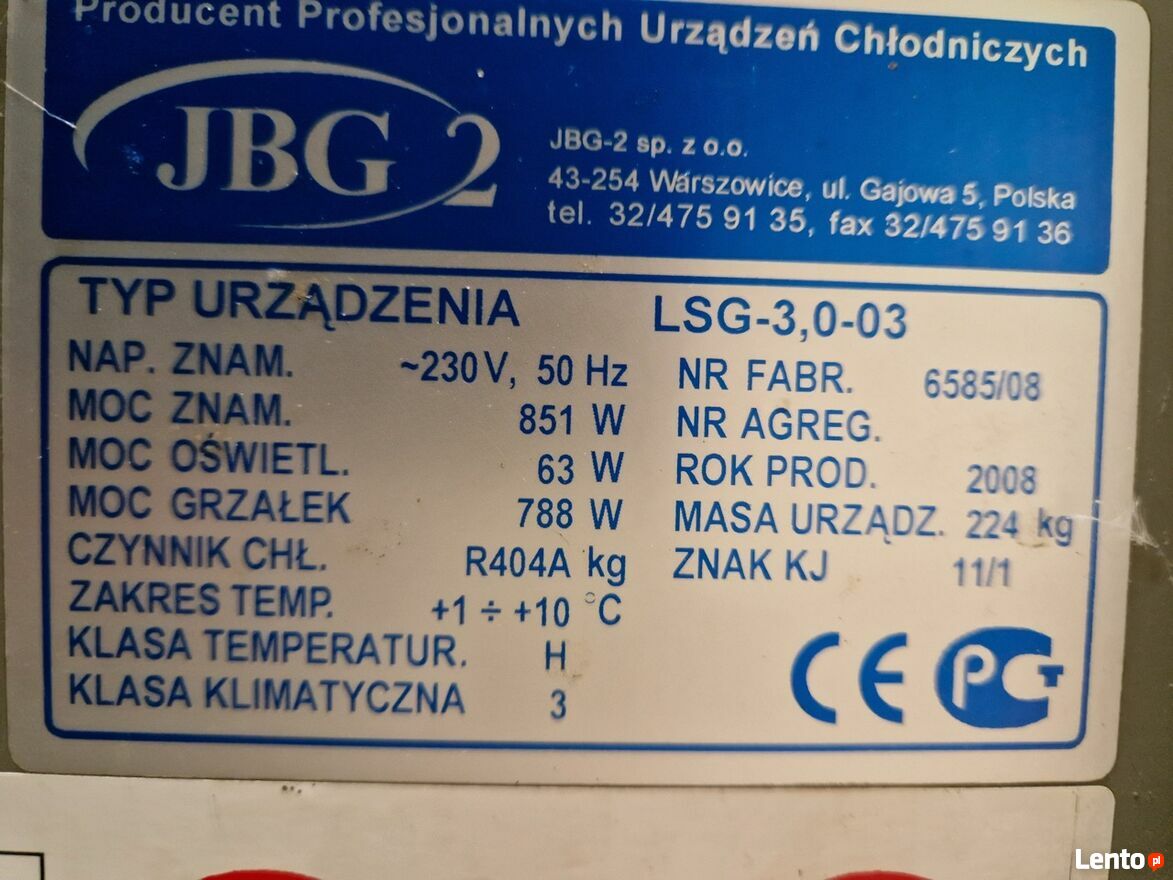 Producent Profesjonalnych Urządzeń Chłodniczych
JBG 2
JBG-2 sp. z o.o.
43-254 Warszowice, ul. Gajowa 5, Polska
tel. 32/475 91 35, fax 32/475 91 36
TYP URZĄDZENIA LSG-3,0-03
NAP. ZNAM. ~230 V, 50 Hz
MOC ZNAM. 851 W
MOC OŚWIETL. 63 W
MOC GRZAŁEK 788 W
CZYNNIK CHŁ. R404A kg
ZAKRES TEMP. +1 ÷ +10 °C
KLASA TEMPERATUR. H
KLASA KLIMATYCZNA 3
NR FABR. 6585/08
NR AGREG.
ROK PROD. 2008
MASA URZĄDZ. 224 kg
ZNAK KJ 11/1
CE PCT
Lento.pl